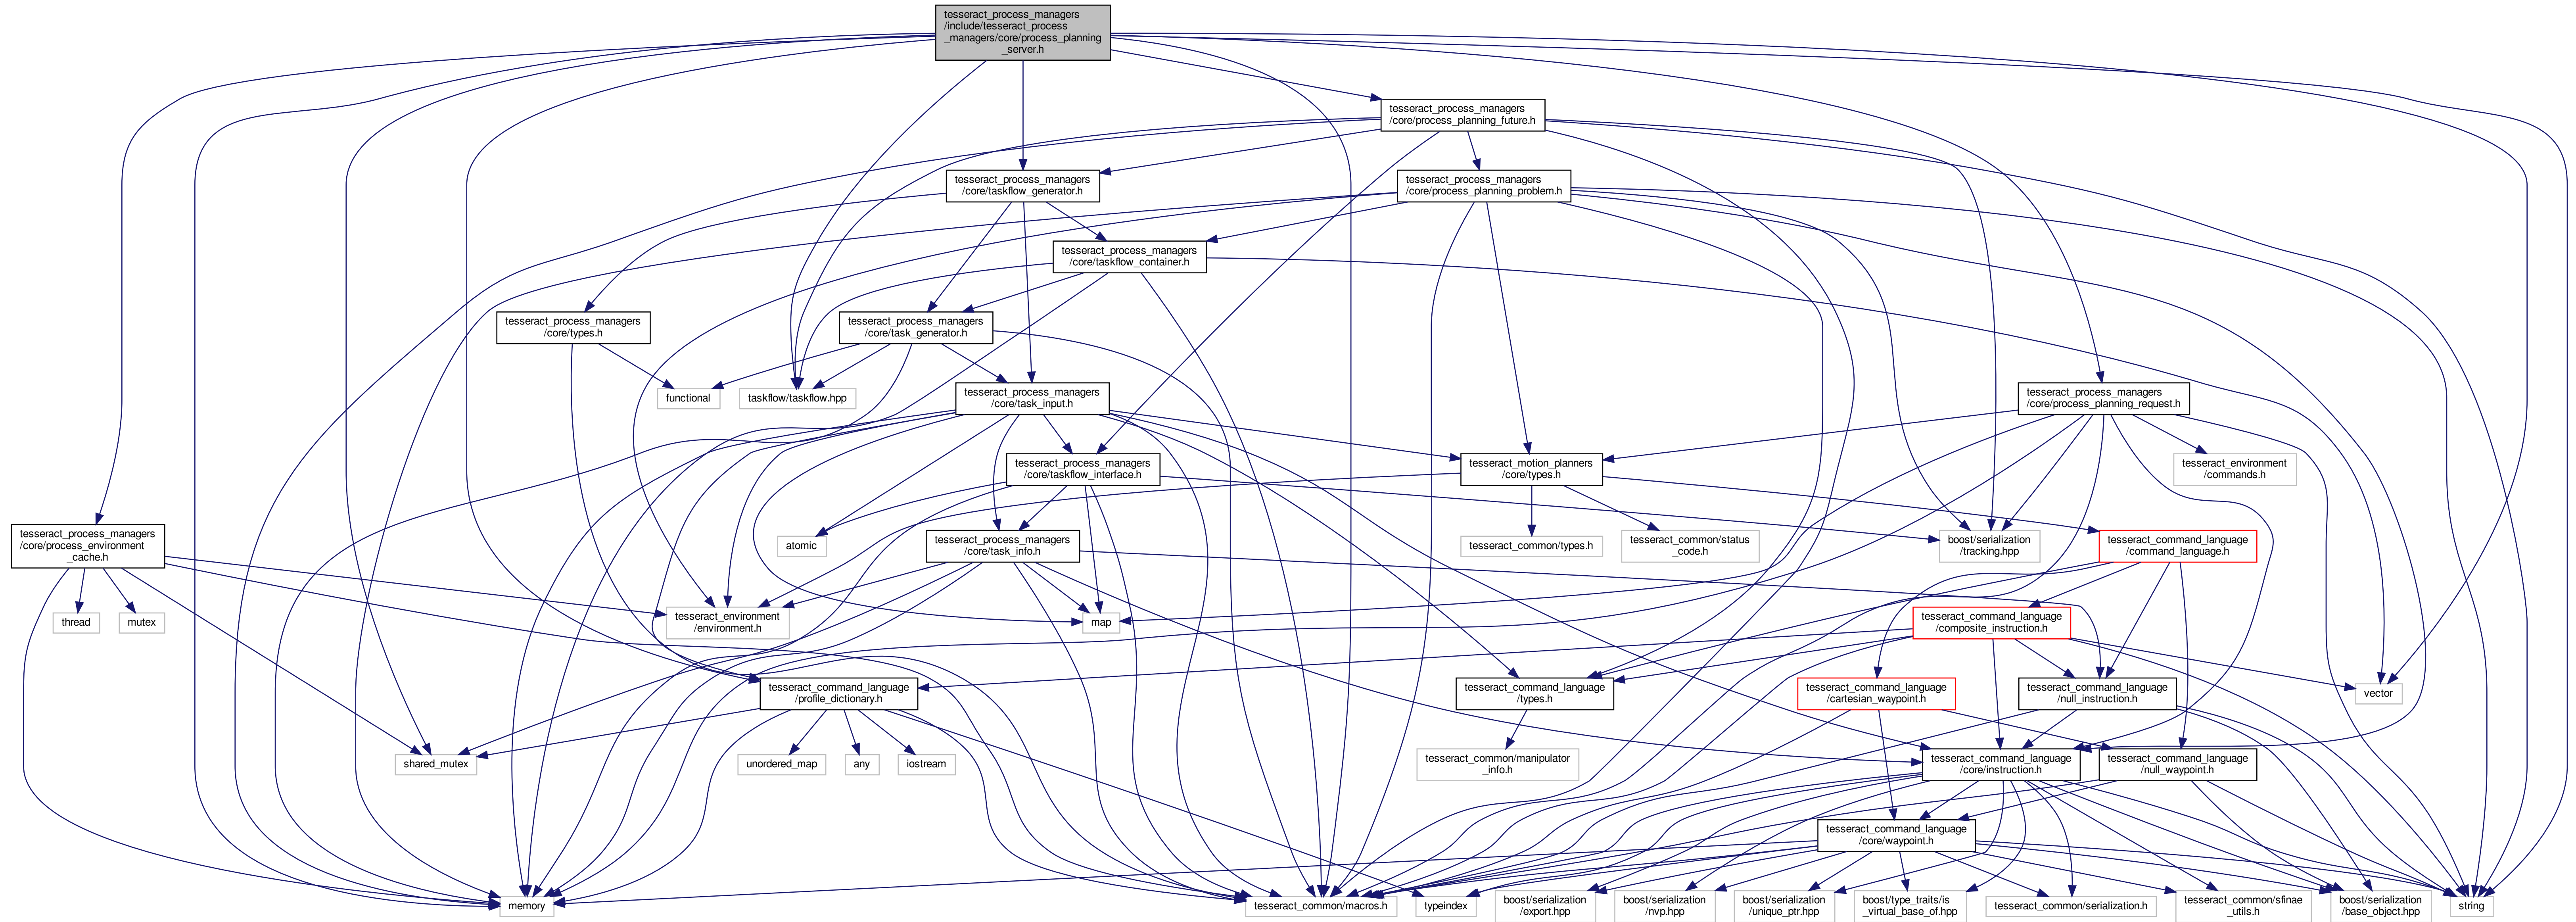 tesseract_process_managers
/include/tesseract_process
_managers/core/process_planning
_server.h
tesseract_process_managers
/core/process_planning_future.h
tesseract_process_managers
/core/taskflow_generator.h
tesseract_process_managers
/core/process_planning_problem.h
tesseract_process_managers
/core/taskflow_container.h
tesseract_process_managers
/core/types.h
tesseract_process_managers
/core/task_generator.h
functional
taskflow/taskflow.hpp
tesseract_process_managers
/core/task_input.h
tesseract_process_managers
/core/process_planning_request.h
tesseract_process_managers
/core/taskflow_interface.h
tesseract_motion_planners
/core/types.h
tesseract_environment
/commands.h
tesseract_process_managers
/core/process_environment
_cache.h
atomic
tesseract_process_managers
/core/task_info.h
tesseract_common/types.h
tesseract_common/status
_code.h
boost/serialization
/tracking.hpp
tesseract_command_language
/command_language.h
thread
mutex
tesseract_environment
/environment.h
map
tesseract_command_language
/composite_instruction.h
tesseract_command_language
/profile_dictionary.h
tesseract_command_language
/types.h
tesseract_command_language
/cartesian_waypoint.h
tesseract_command_language
/null_instruction.h
vector
shared_mutex
unordered_map
any
iostream
tesseract_common/manipulator
_info.h
tesseract_command_language
/core/instruction.h
tesseract_command_language
/null_waypoint.h
tesseract_command_language
/core/waypoint.h
memory
tesseract_common/macros.h
typeindex
boost/serialization
/export.hpp
boost/serialization
/nvp.hpp
boost/serialization
/unique_ptr.hpp
boost/type_traits/is
_virtual_base_of.hpp
tesseract_common/serialization.h
tesseract_common/sfinae
_utils.h
boost/serialization
/base_object.hpp
string